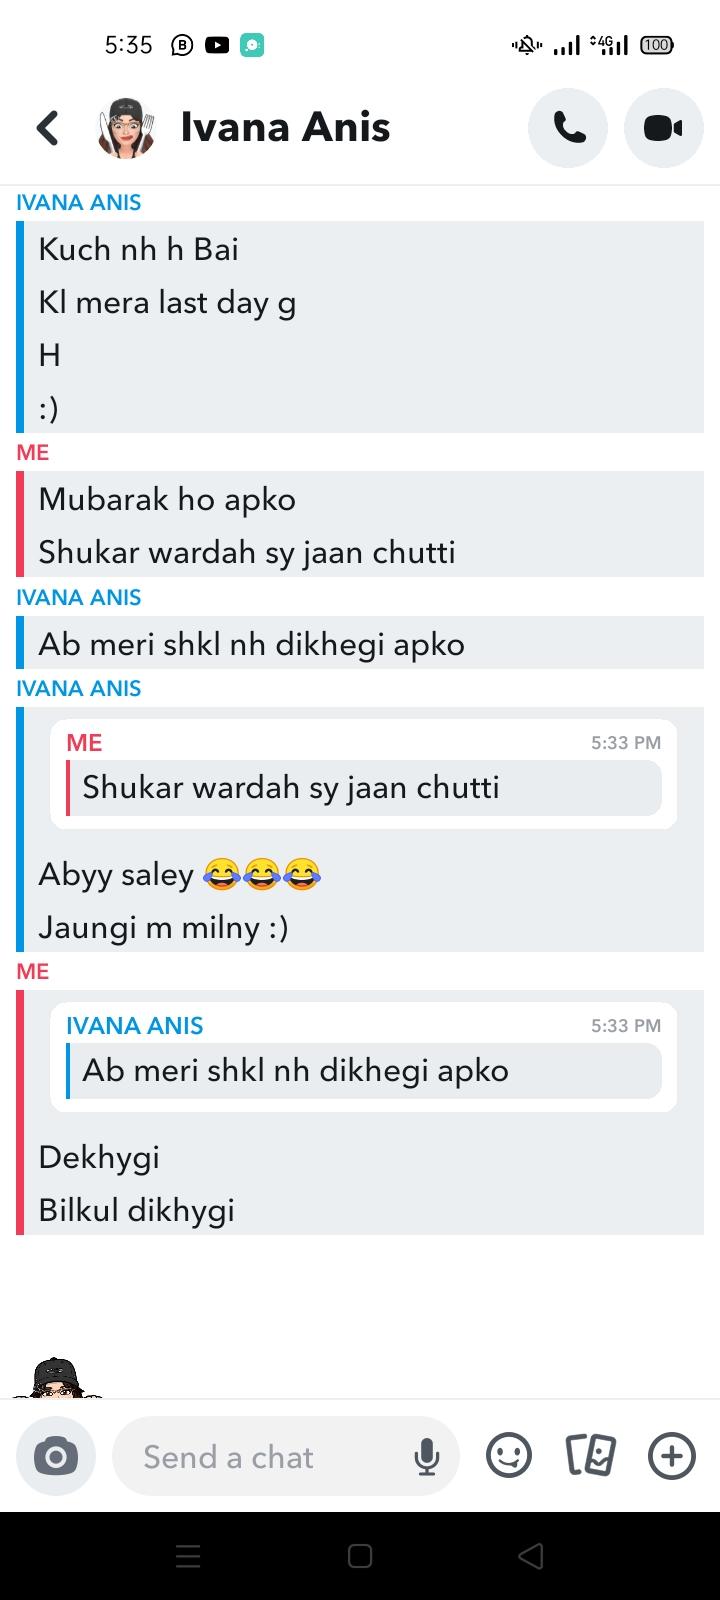 5:35
B
4G
100
Ivana Anis
IVANA ANIS
Kuch nh h Bai
Kl mera last day g
H
:)
ME
Mubarak ho apko
Shukar wardah sy jaan chutti
IVANA ANIS
Ab meri shkl nh dikhegi apko
IVANA ANIS
ME 5:33 PM
Shukar wardah sy jaan chutti
Abyy saley 😂😂😂
Jaungi m milny :)
ME
IVANA ANIS 5:33 PM
Ab meri shkl nh dikhegi apko
Dekhygi
Bilkul dikhygi
Send a chat